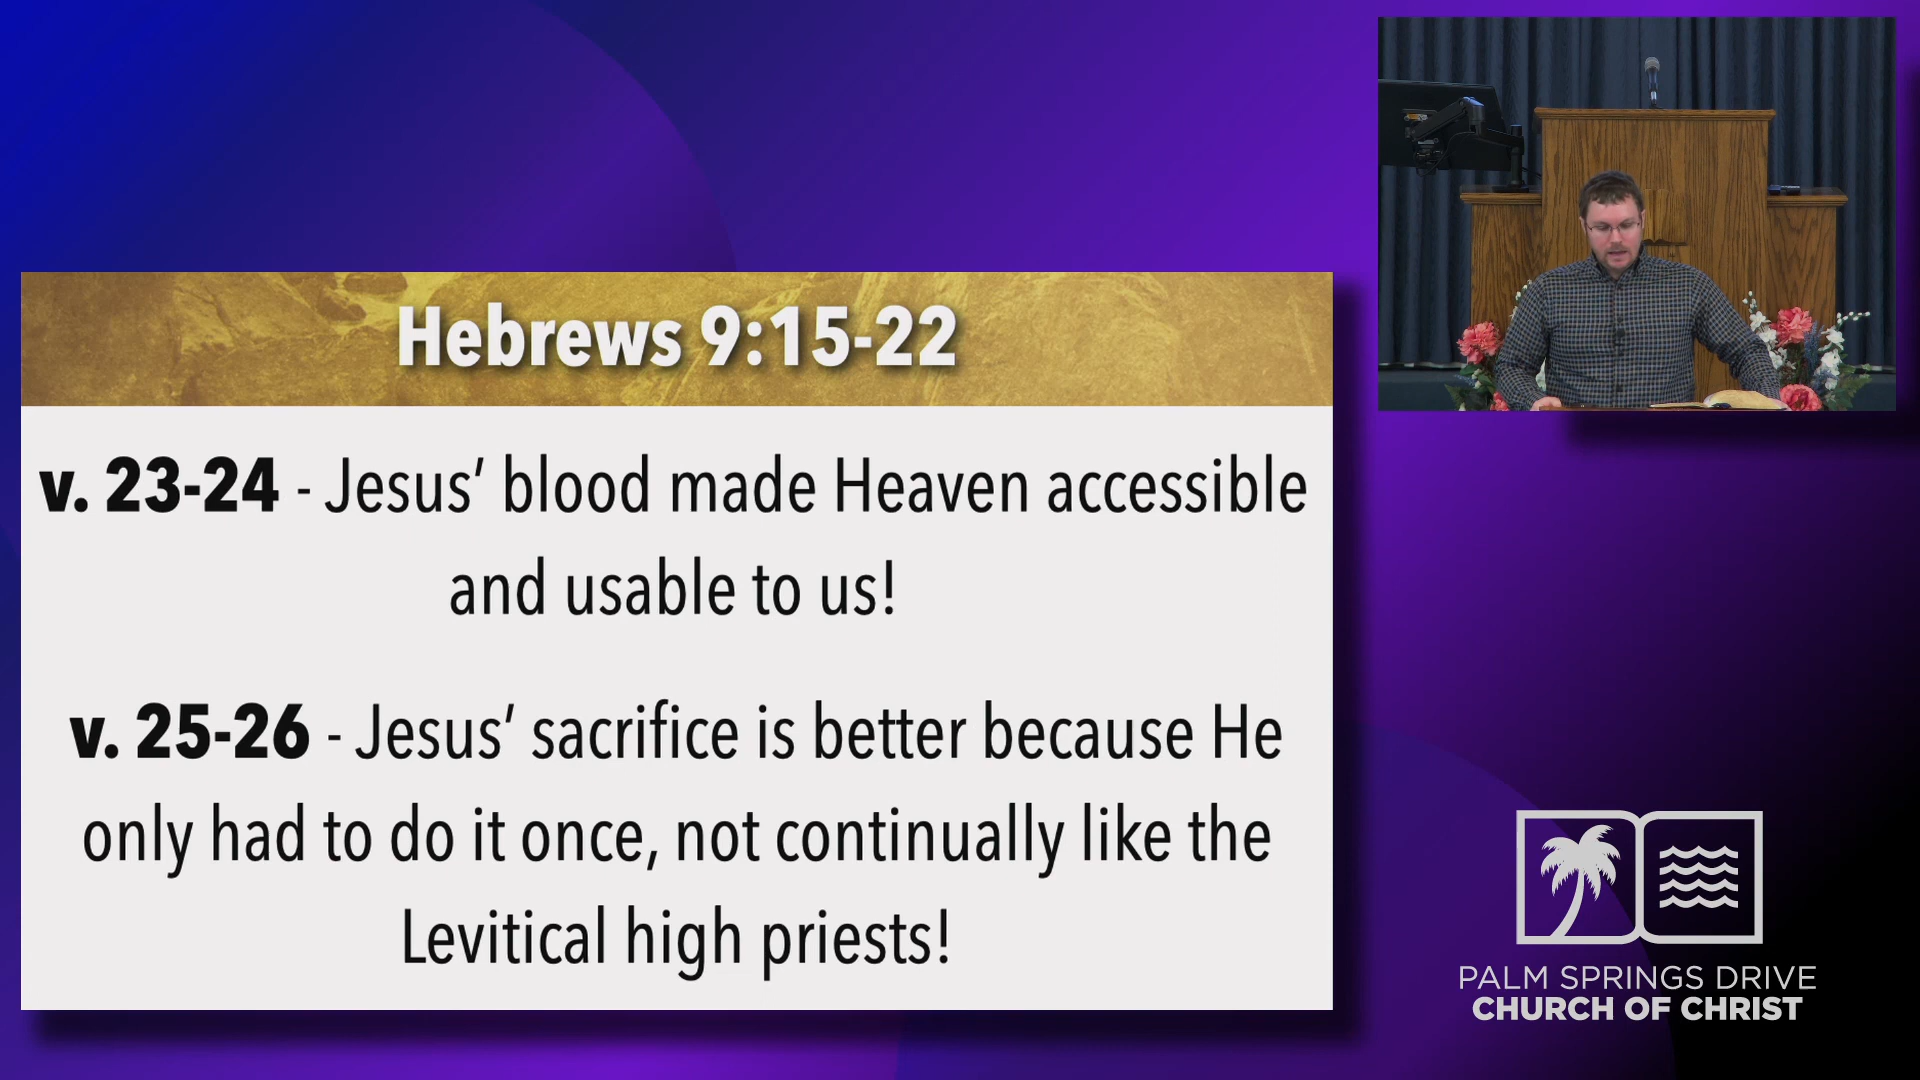 Hebrews 9:15-22
v. 23-24 - Jesus’ blood made Heaven accessible
and usable to us!
v. 25-26 - Jesus’ sacrifice is better because He
only had to do it once, not continually like the
Levitical high priests!
PALM SPRINGS DRIVE
CHURCH OF CHRIST